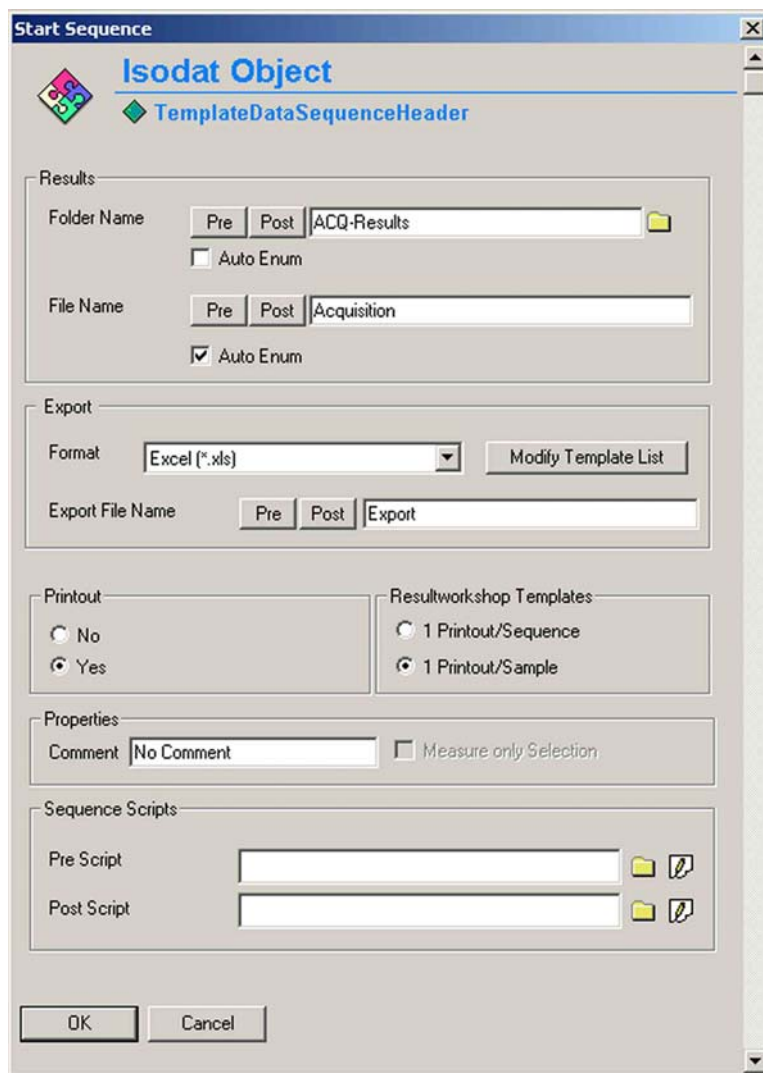 Start Sequence
Isodat Object
TemplateDataSequenceHeader
Results
Folder Name Pre Post ACQ-Results
Auto Enum
File Name Pre Post Acquisition
Auto Enum
Export
Format Excel (*.xls) Modify Template List
Export File Name Pre Post Export
Printout
No
Yes
Resultworkshop Templates
1 Printout/Sequence
1 Printout/Sample
Properties
Comment No Comment Measure only Selection
Sequence Scripts
Pre Script
Post Script
OK Cancel